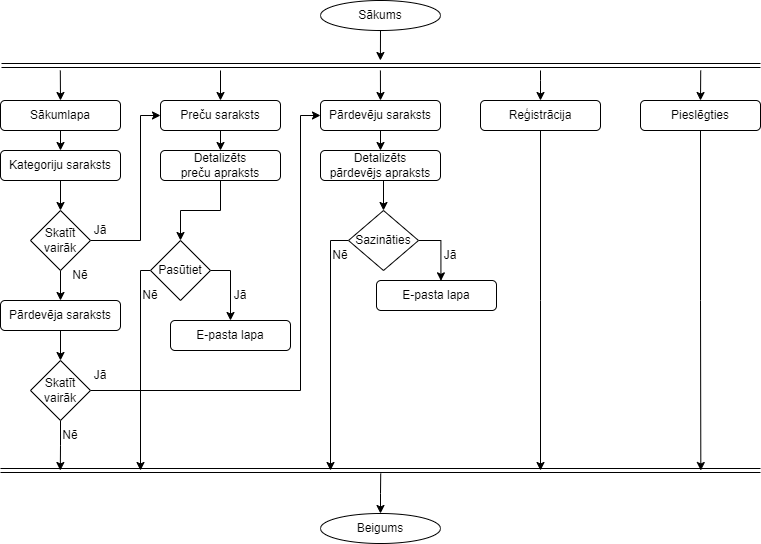 Sākums
Sākumlapa
Preču saraksts
Pārdevēju saraksts
Reģistrācija
Pieslēgties
Kategoriju saraksts
Detalizēts
preču apraksts
Detalizēts
pārdevējs apraksts
Skatīt
vairāk
Jā
Nē
Pasūtiet
Nē
Jā
Sazināties
Nē
Jā
E-pasta lapa
Pārdevēja saraksts
E-pasta lapa
Skatīt
vairāk
Jā
Nē
Beigums